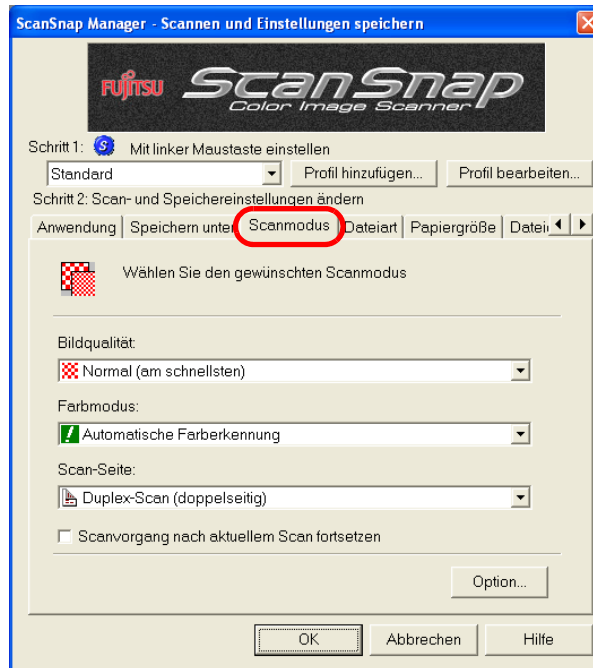 ScanSnap Manager - Scannen und Einstellungen speichern
FUJITSU ScanSnap
Color Image Scanner
Schritt 1: S Mit linker Maustaste einstellen
Standard Profil hinzufügen... Profil bearbeiten...
Schritt 2: Scan- und Speichereinstellungen ändern
Anwendung Speichern unter Scanmodus Dateiart Papiergröße Datei
Wählen Sie den gewünschten Scanmodus
Bildqualität:
Normal (am schnellsten)
Farbmodus:
Automatische Farberkennung
Scan-Seite:
Duplex-Scan (doppelseitig)
Scanvorgang nach aktuellem Scan fortsetzen
Option...
OK Abbrechen Hilfe